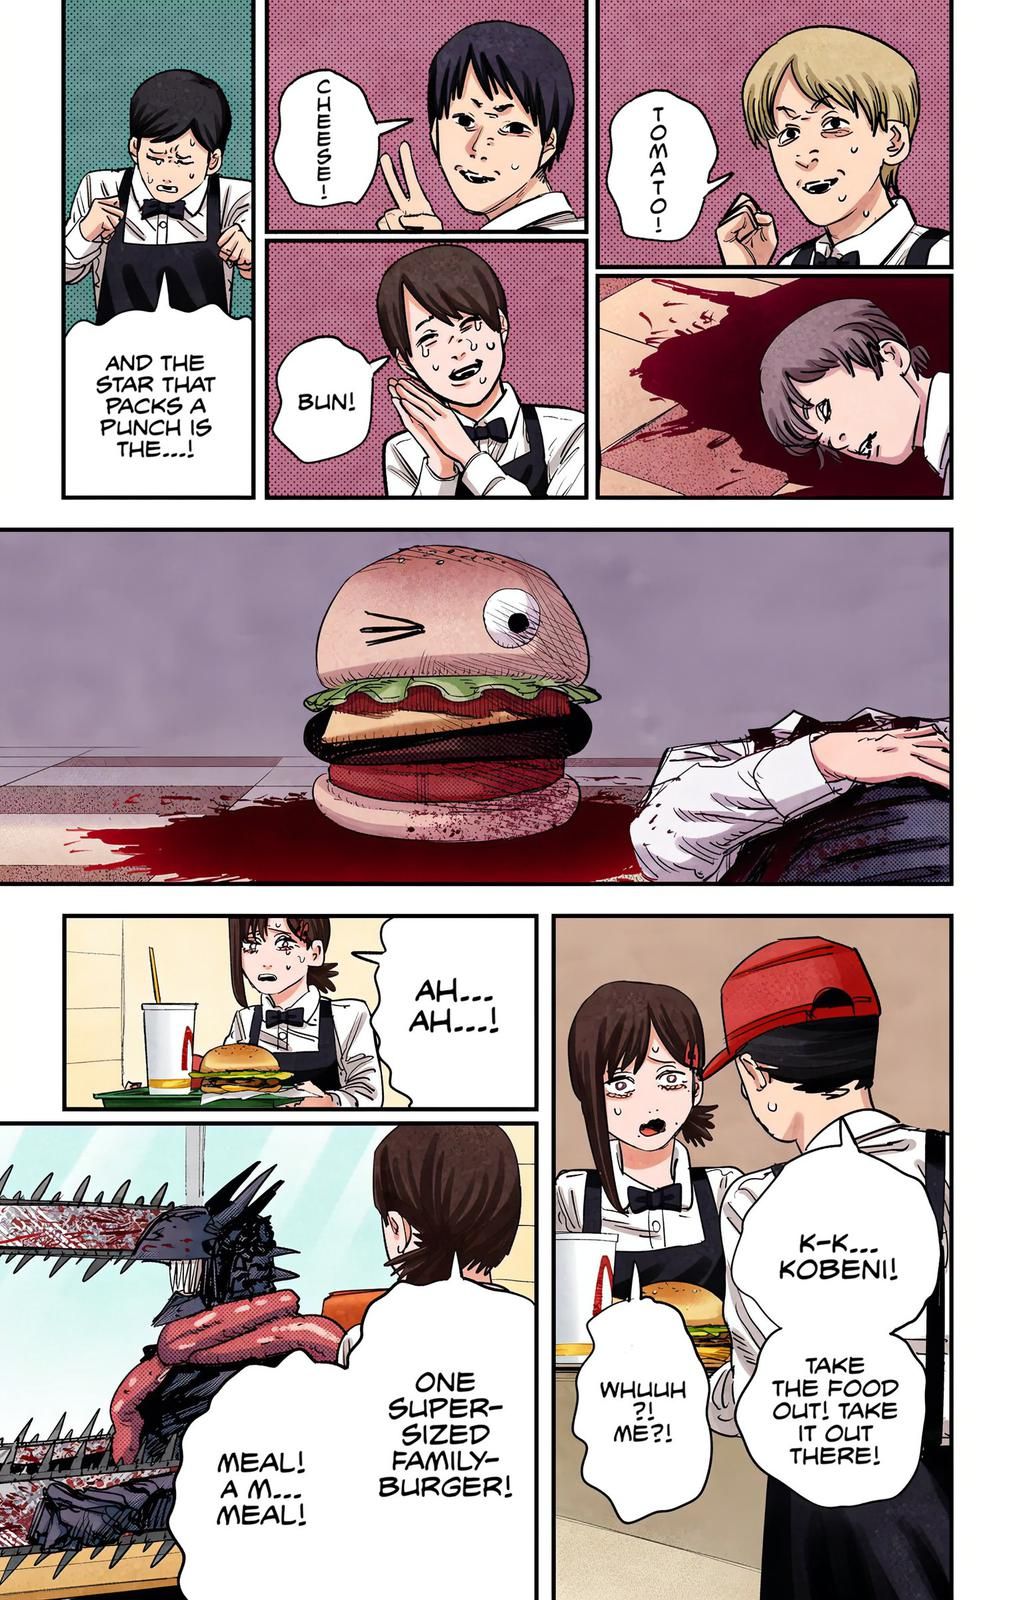 TOMATO!
CHEESE!
BUN!
AND THE
STAR THAT
PACKS A
PUNCH IS
THE...!
K-K...
KOBENI!
TAKE
THE FOOD
OUT! TAKE
IT OUT
THERE!
WHUUH
?!
ME?!
AH...
AH...!
ONE
SUPER-
SIZED
FAMILY-
BURGER!
MEAL!
A M...
MEAL!